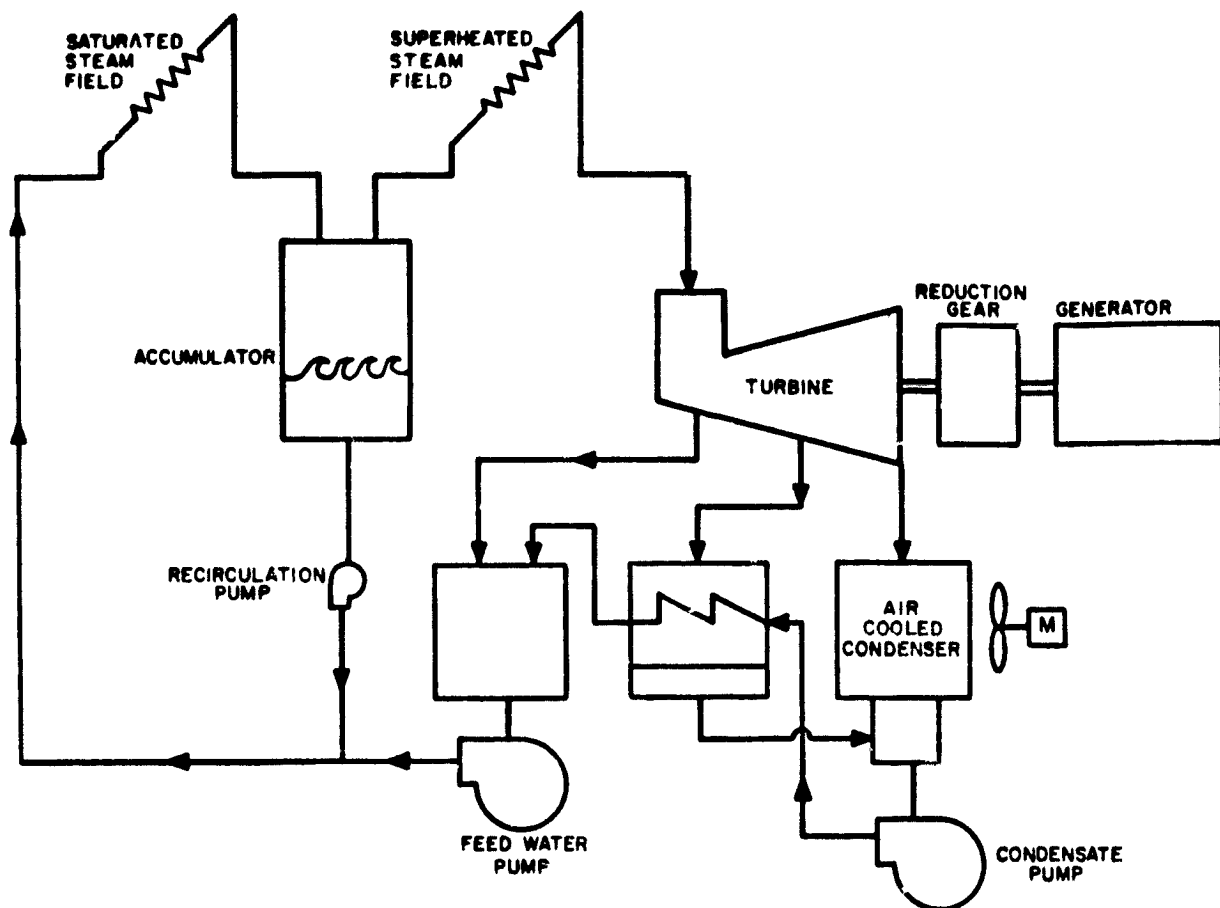 SATURATED
STEAM
FIELD
SUPERHEATED
STEAM
FIELD
REDUCTION
GEAR
GENERATOR
ACCUMULATOR
TURBINE
RECIRCULATION
PUMP
AIR
COOLED
CONDENSER
M
FEED WATER
PUMP
CONDENSATE
PUMP